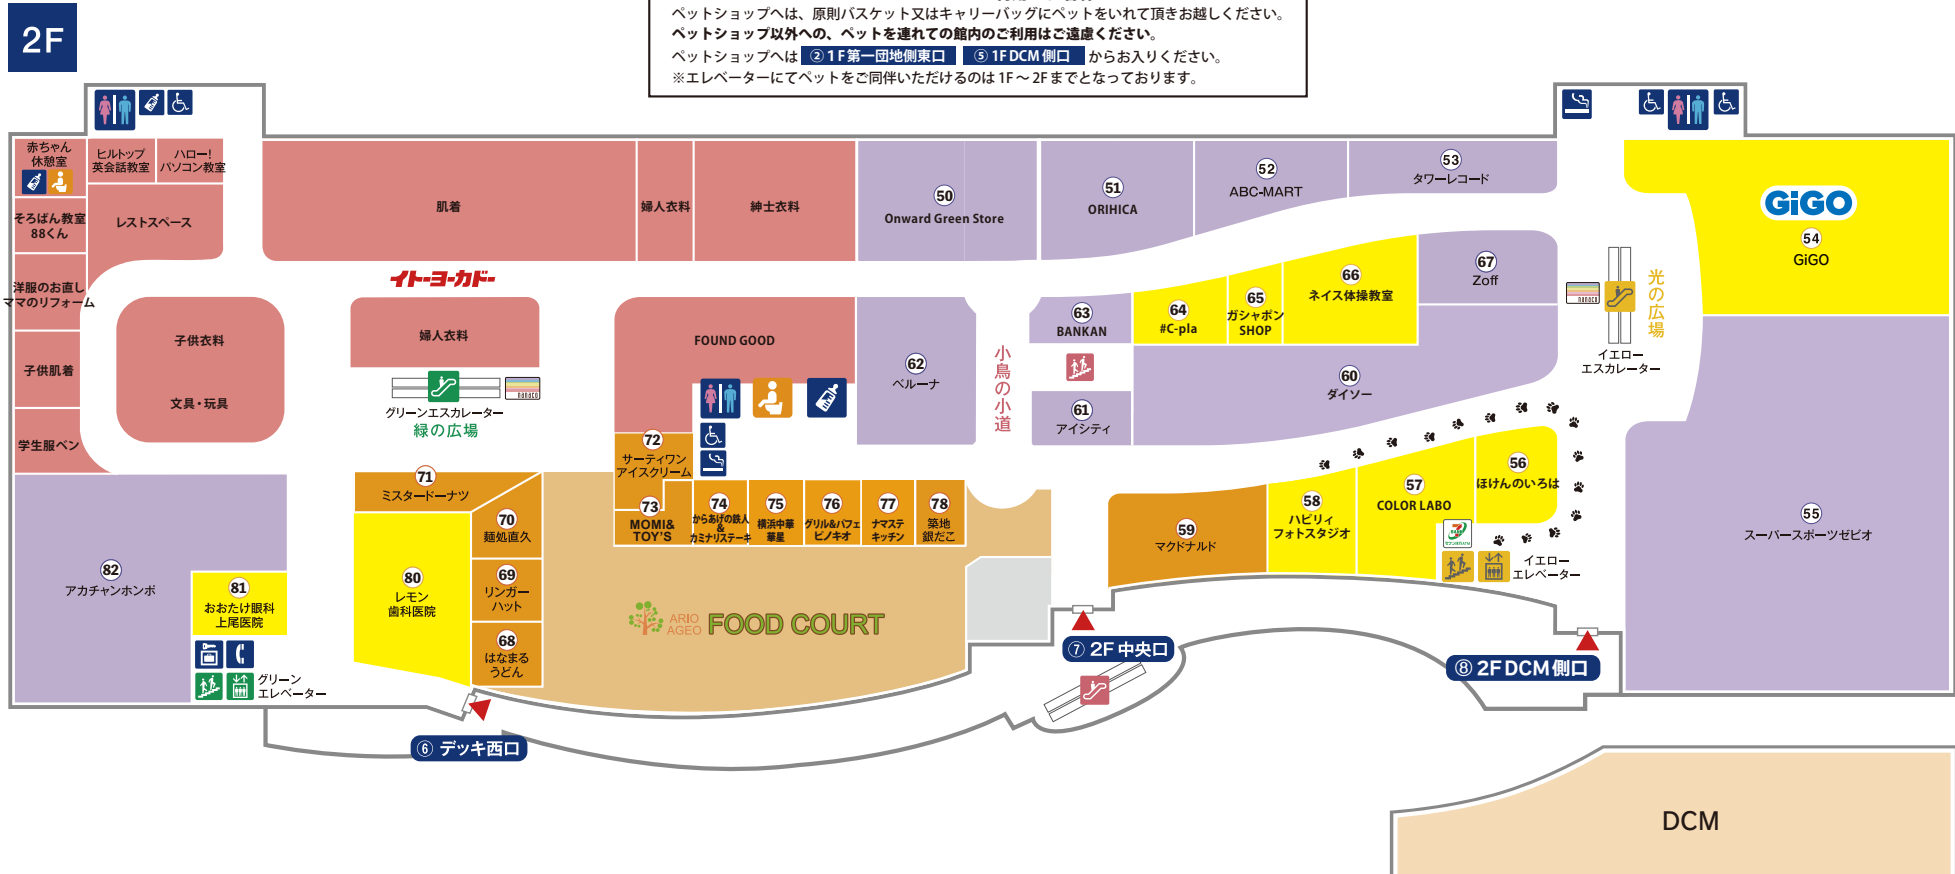 2F
ペットショップへは、原則バスケット又はキャリーバッグにペットをいれて頂きお越しください。
ペットショップ以外への、ペットを連れての館内のご利用はご遠慮ください。
ペットショップへは ② 1F 第一団地側東口 ⑤ 1F DCM 側口 からお入りください。
※エレベーターにてペットをご同伴いただけるのは 1F ～ 2F までとなっております。
赤ちゃん
休憩室
ヒルトップ
英会話教室
ハロー!
パソコン教室
そろばん教室
88くん
レストスペース
洋服のお直し
ママのリフォーム
子供肌着
学生服ベン
子供衣料
文具・玩具
肌着
婦人衣料
紳士衣料
イトーヨーカドー
婦人衣料
FOUND GOOD
nanaco
グリーンエスカレーター
緑の広場
50
Onward Green Store
51
ORIHICA
52
ABC-MART
53
タワーレコード
GiGO
54
GiGO
67
Zoff
66
ネイス体操教室
65
ガシャポン
SHOP
64
#C-pla
63
BANKAN
62
ベルーナ
小鳥の小道
61
アイシティ
60
ダイソー
nanaco
光の広場
イエロー
エスカレーター
55
スーパースポーツゼビオ
56
ほけんのいろは
57
COLOR LABO
58
ハピリィ
フォトスタジオ
59
マクドナルド
イエロー
エレベーター
72
サーティワン
アイスクリーム
73
MOMI&
TOY'S
74
からあげの鉄人
&
カミナリステーキ
75
横浜中華
華星
76
グリル&パフェ
ピノキオ
77
ナマステ
キッチン
78
築地
銀だこ
71
ミスタードーナツ
70
麺処直久
69
リンガー
ハット
68
はなまる
うどん
80
レモン
歯科医院
82
アカチャンホンポ
81
おおたけ眼科
上尾医院
グリーン
エレベーター
ARIO
AGEO
FOOD COURT
⑥ デッキ西口
⑦ 2F 中央口
⑧ 2F DCM 側口
DCM